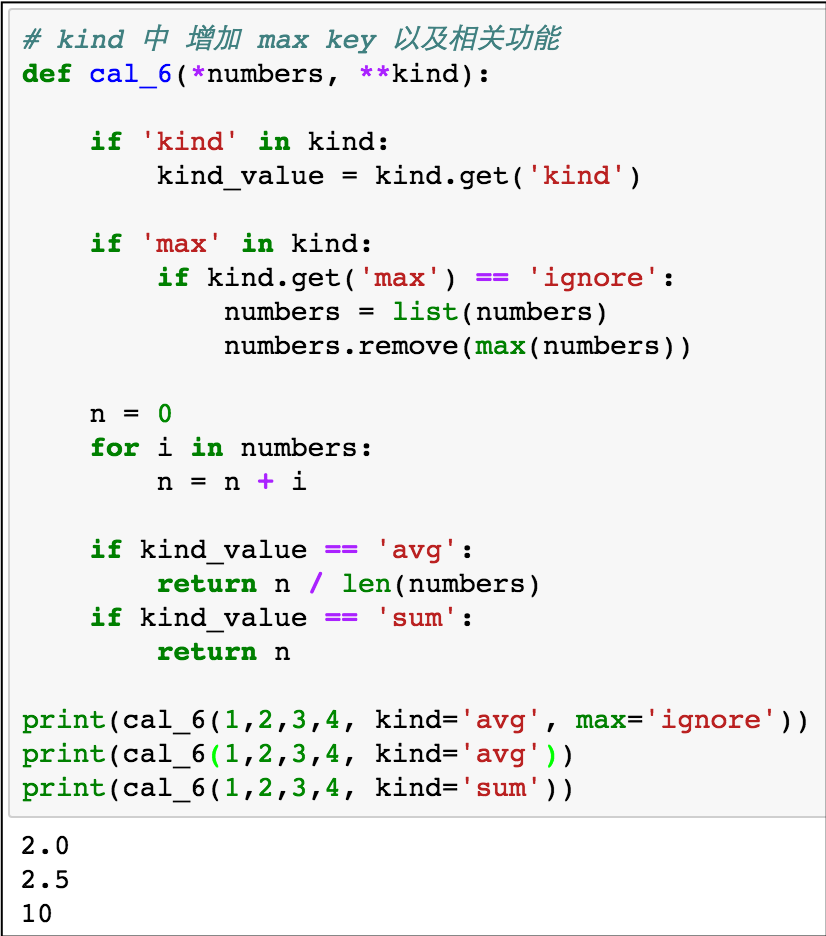 # kind 中 增加 max key 以及相关功能
def cal_6(*numbers, **kind):
    if 'kind' in kind:
        kind_value = kind.get('kind')
    if 'max' in kind:
        if kind.get('max') == 'ignore':
            numbers = list(numbers)
            numbers.remove(max(numbers))
    n = 0
    for i in numbers:
        n = n + i
    if kind_value == 'avg':
        return n / len(numbers)
    if kind_value == 'sum':
        return n
print(cal_6(1,2,3,4, kind='avg', max='ignore'))
print(cal_6(1,2,3,4, kind='avg'))
print(cal_6(1,2,3,4, kind='sum'))
2.0
2.5
10